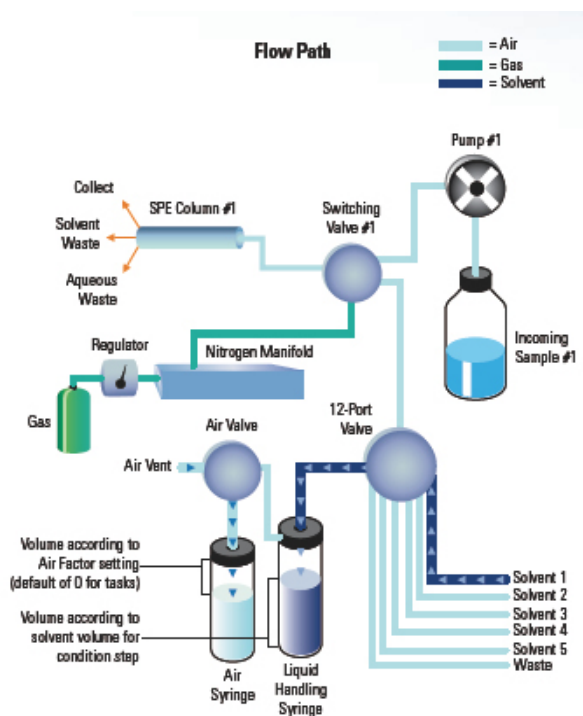 Flow Path
= Air
= Gas
= Solvent
Pump #1
Collect
SPE Column #1
Switching
Valve #1
Solvent
Waste
Aqueous
Waste
Incoming
Sample #1
Regulator
Nitrogen Manifold
Gas
Air Valve
12-Port
Valve
Air Vent
Volume according to
Air Factor setting
(default of 0 for tasks)
Volume according to
solvent volume for
condition step
Solvent 1
Solvent 2
Solvent 3
Solvent 4
Solvent 5
Waste
Air
Syringe
Liquid
Handling
Syringe